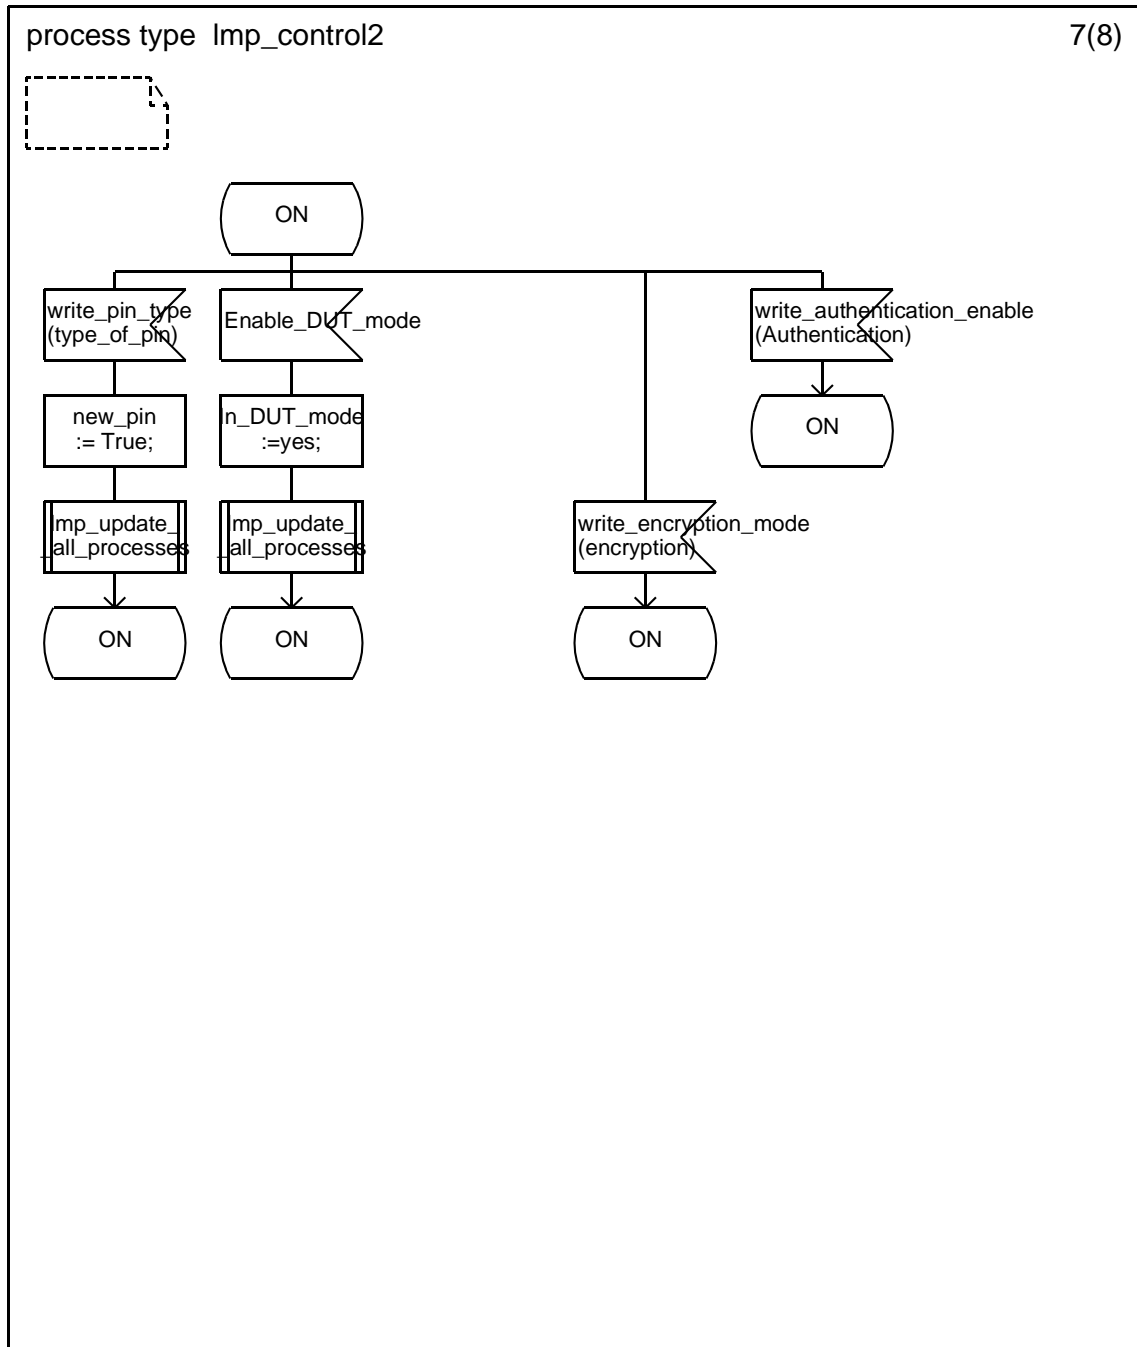 process type lmp_control2
7(8)
ON
write_pin_type
(type_of_pin)
Enable_DUT_mode
write_authentication_enable
(Authentication)
new_pin
:= True;
In_DUT_mode
:=yes;
ON
lmp_update_
_all_processes
lmp_update_
_all_processes
write_encryption_mode
(encryption)
ON
ON
ON